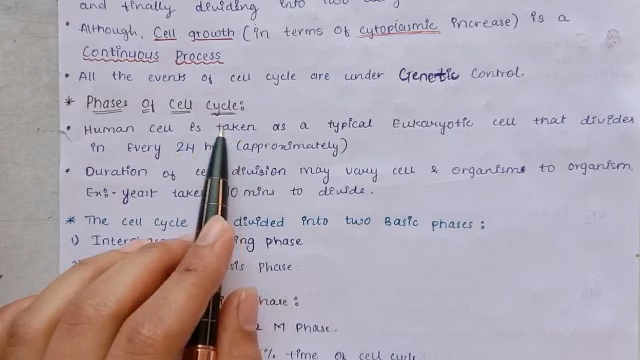 and finally dividing into two
• Although, Cell growth (in terms of cytoplasmic increase) is a
Continuous Process
• All the events of cell cycle are under Genetic Control.
* Phases Of Cell Cycle:
• Human cell is taken as a typical Eukaryotic cell that divides
in Every 24 (approximately)
• Duration of division may vary cell & organisms to organism.
Ex:- yeast mins to divide.
* The cell cycle divided into two Basic phases:
1) phase
phase.
phase:
M Phase.
% time of cell cycle